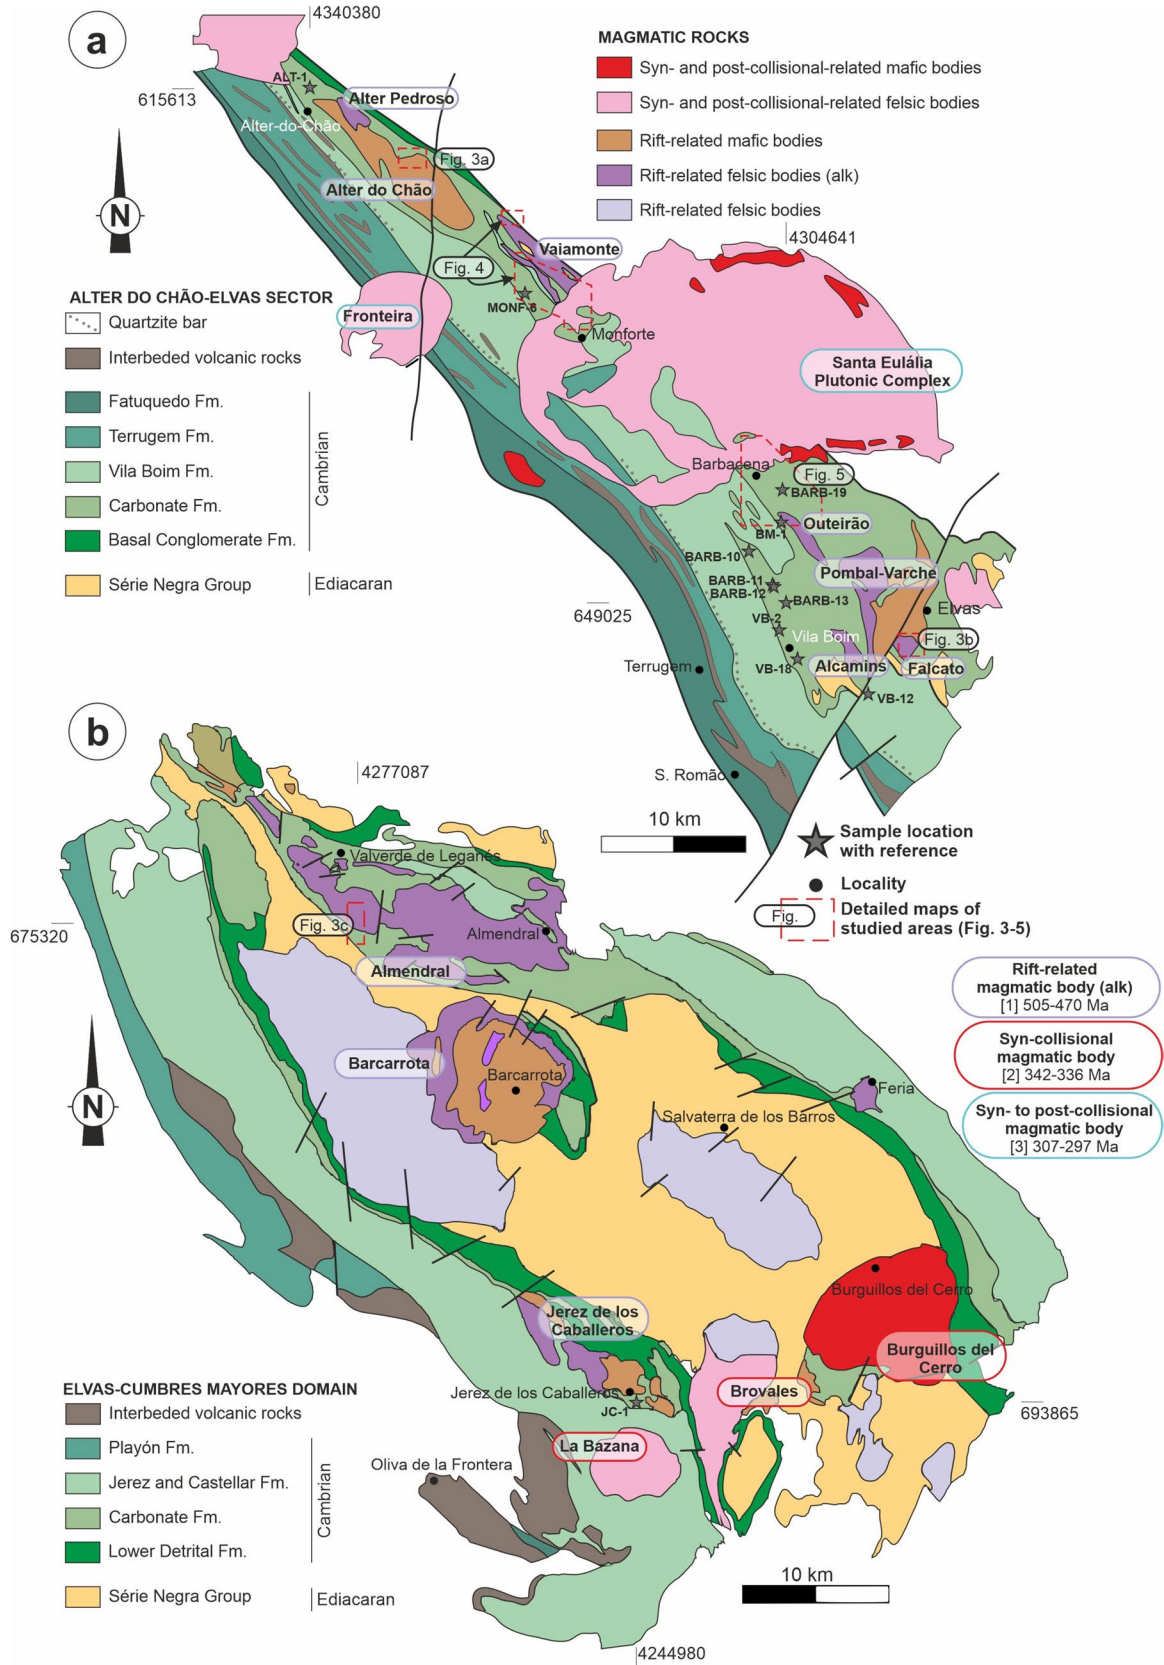 a
4340380
615613
ALT-1
Alter-do-Chão
Alter Pedroso
Fig. 3a
Alter do Chão
N
Vaiamonte
Fig. 4
MONF-6
Fronteira
Monforte
MAGMATIC ROCKS
Syn- and post-collisional-related mafic bodies
Syn- and post-collisional-related felsic bodies
Rift-related mafic bodies
Rift-related felsic bodies (alk)
Rift-related felsic bodies
4304641
Santa Eulália
Plutonic Complex
ALTER DO CHÃO-ELVAS SECTOR
Quartzite bar
Interbeded volcanic rocks
Fatuquedo Fm.
Terrugem Fm.
Vila Boim Fm.
Carbonate Fm.
Basal Conglomerate Fm.
Cambrian
Série Negra Group
Ediacaran
Barbacena
Fig. 5
BARB-19
Outeirão
BM-1
BARB-10
Pombal-Varche
BARB-11
BARB-12
BARB-13
Elvas
VB-2
649025
Vila Boim
Fig. 3b
Terrugem
VB-18
Alcamins
Falcato
VB-12
S. Romão
10 km
Sample location
with reference
Locality
Fig.
Detailed maps of
studied areas (Fig. 3-5)
b
4277087
Valverde de Leganés
675320
Fig. 3c
Almendral
Almendral
Rift-related
magmatic body (alk)
[1] 505-470 Ma
Syn-collisional
magmatic body
[2] 342-336 Ma
Syn- to post-collisional
magmatic body
[3] 307-297 Ma
N
Barcarrota
Barcarrota
Feria
Salvaterra de los Barros
Burguillos del Cerro
Jerez de los
Caballeros
Burguillos del
Cerro
Jerez de los Caballeros
JC-1
Brovales
693865
La Bazana
Oliva de la Frontera
ELVAS-CUMBRES MAYORES DOMAIN
Interbeded volcanic rocks
Playón Fm.
Jerez and Castellar Fm.
Carbonate Fm.
Lower Detrital Fm.
Cambrian
Série Negra Group
Ediacaran
10 km
4244980